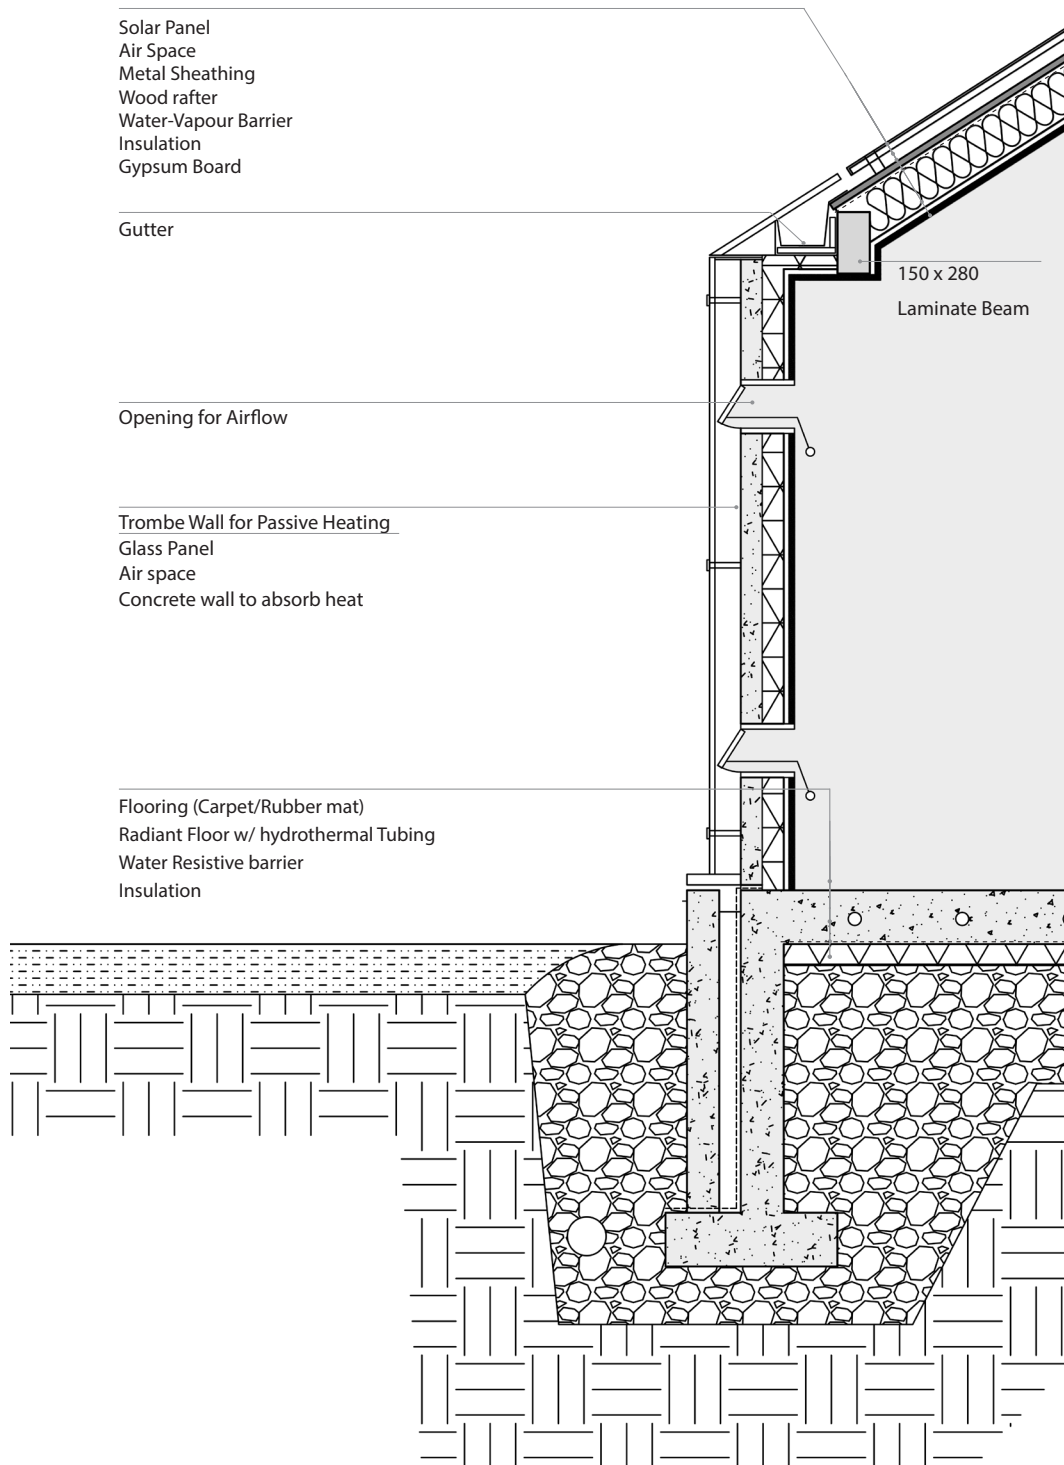 Solar Panel
Air Space
Metal Sheathing
Wood rafter
Water-Vapour Barrier
Insulation
Gypsum Board
Gutter
150 x 280
Laminate Beam
Opening for Airflow
Trombe Wall for Passive Heating
Glass Panel
Air space
Concrete wall to absorb heat
Flooring (Carpet/Rubber mat)
Radiant Floor w/ hydrothermal Tubing
Water Resistive barrier
Insulation